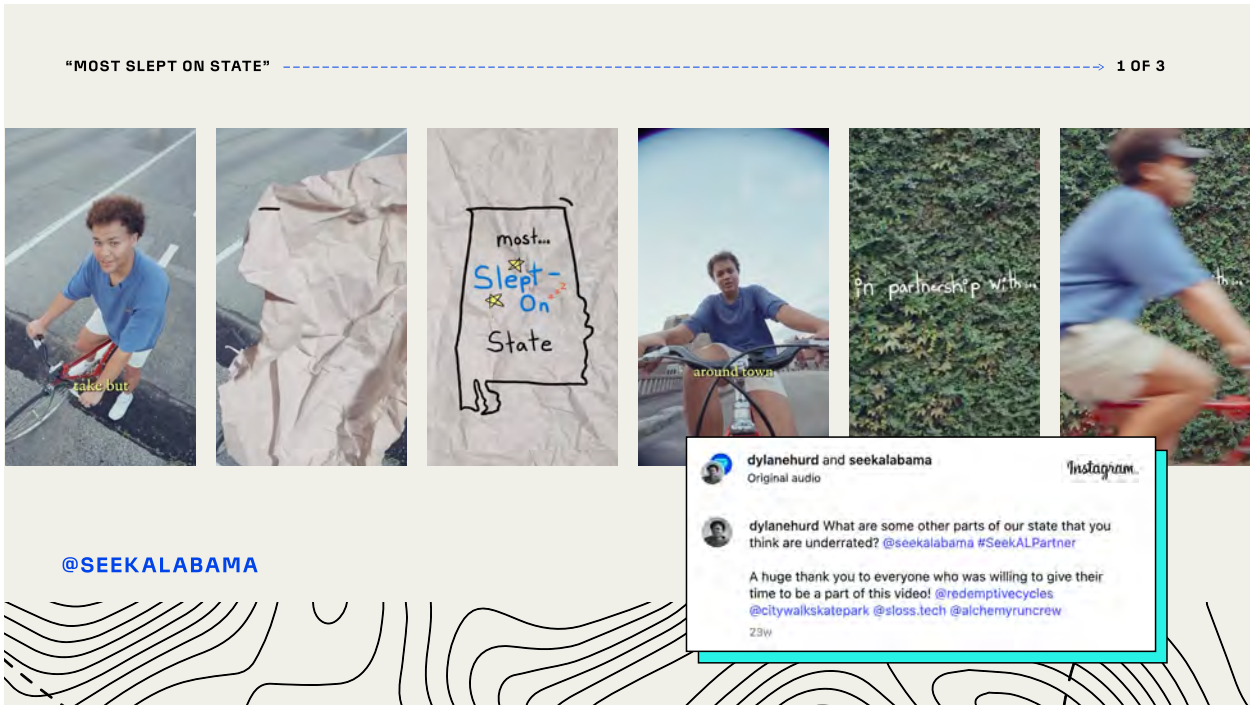 “MOST SLEPT ON STATE”
1 OF 3
take but
most...
Slept-
On
zzz
State
around town
in partnership with...
th...
dylanehurd and seekalabama
Original audio
Instagram
dylanehurd What are some other parts of our state that you
think are underrated? @seekalabama #SeekALPartner
A huge thank you to everyone who was willing to give their
time to be a part of this video! @redemptivecycles
@citywalkskatepark @sloss.tech @alchemyruncrew
23w
@SEEKALABAMA